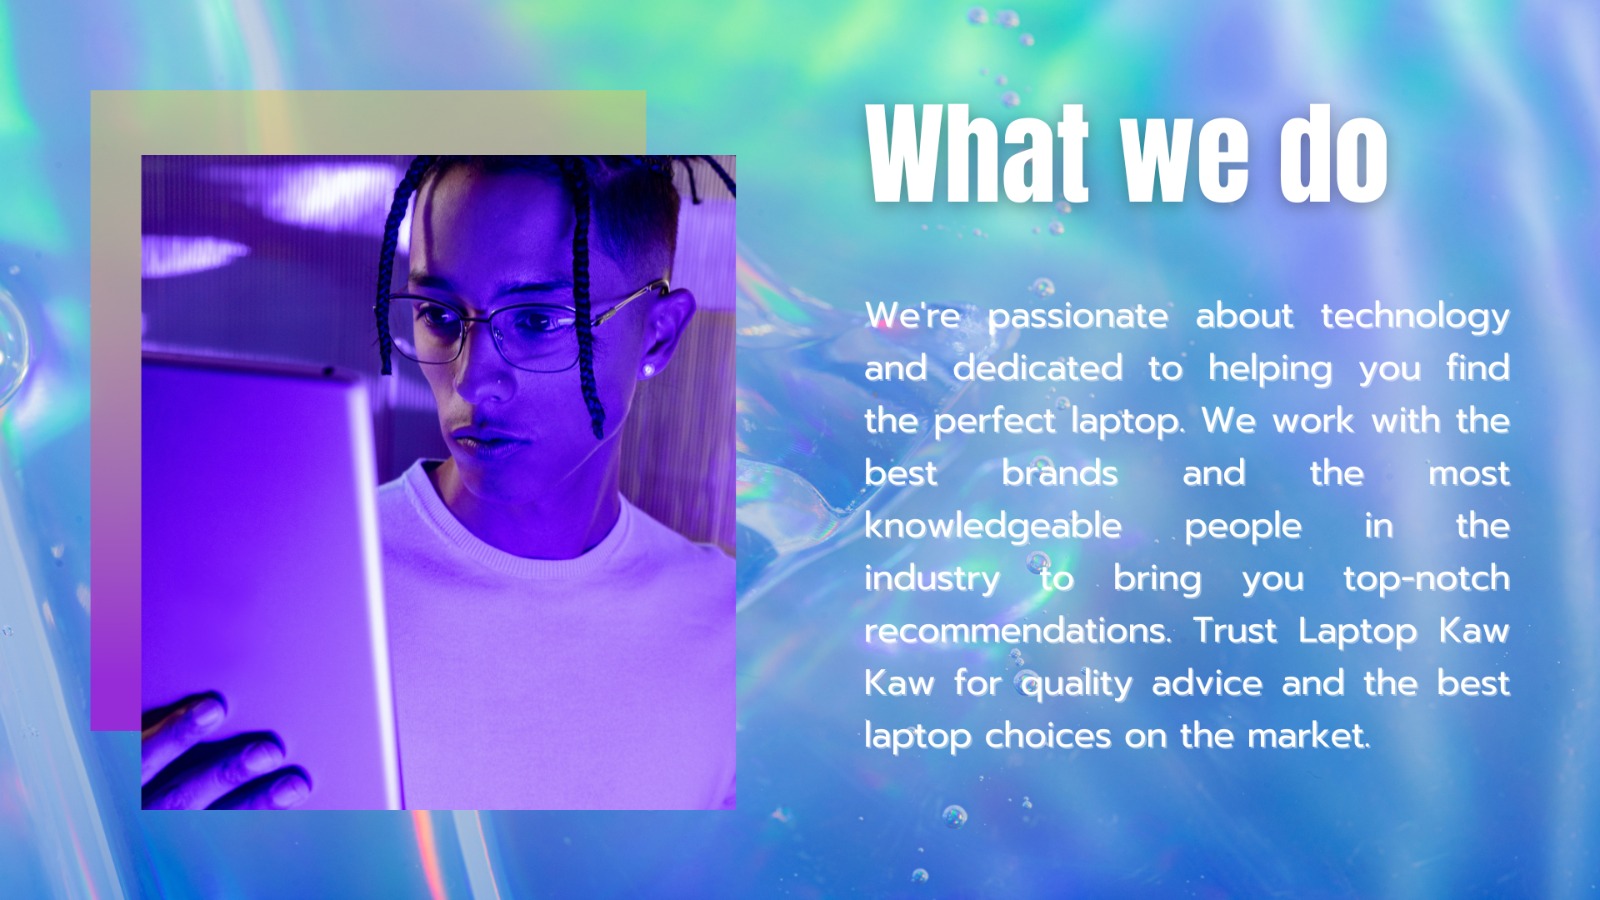 What we do
We're passionate about technology
and dedicated to helping you find
the perfect laptop. We work with the
best brands and the most
knowledgeable people in the
industry to bring you top-notch
recommendations. Trust Laptop Kaw
Kaw for quality advice and the best
laptop choices on the market.